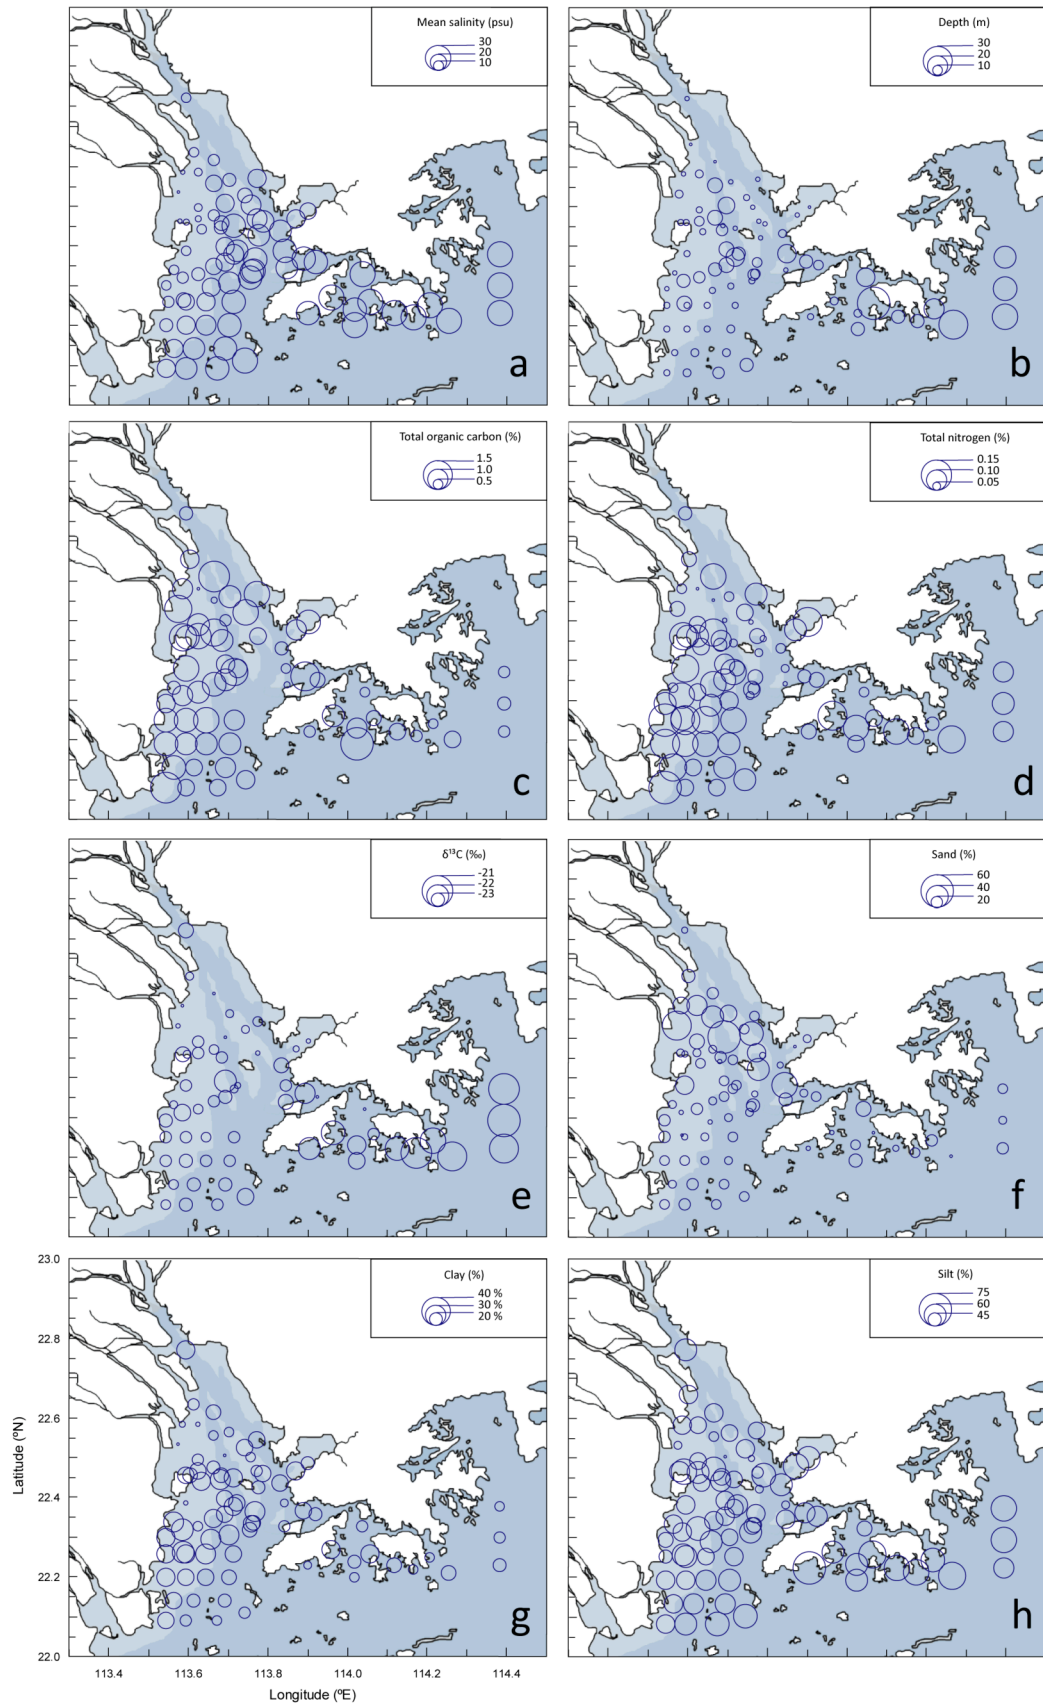 Mean salinity (psu)
30
20
10
a
Depth (m)
30
20
10
b
Total organic carbon (%)
1.5
1.0
0.5
c
Total nitrogen (%)
0.15
0.10
0.05
d
δ¹³C (‰)
-21
-22
-23
e
Sand (%)
60
40
20
f
Clay (%)
40 %
30 %
20 %
g
Silt (%)
75
60
45
h
23.0
22.8
22.6
22.4
22.2
22.0
Latitude (ºN)
113.4 113.6 113.8 114.0 114.2 114.4
Longitude (ºE)